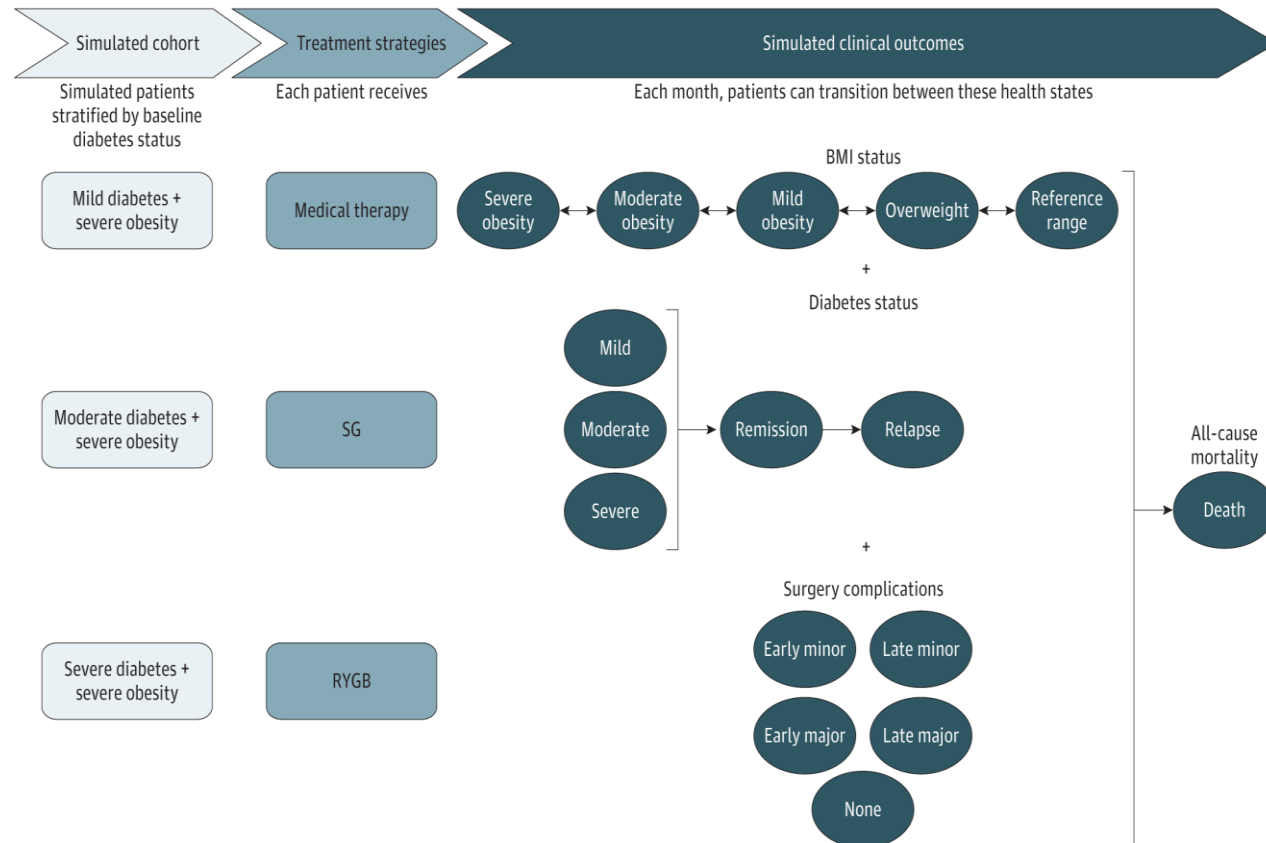 Simulated cohort
Treatment strategies
Simulated clinical outcomes
Simulated patients
stratified by baseline
diabetes status
Each patient receives
Each month, patients can transition between these health states
BMI status
Mild diabetes +
severe obesity
Medical therapy
Severe
obesity
Moderate
obesity
Mild
obesity
Overweight
Reference
range
+
Diabetes status
Mild
Moderate diabetes +
severe obesity
SG
Moderate
Remission
Relapse
Severe
All-cause
mortality
Death
+
Surgery complications
Severe diabetes +
severe obesity
RYGB
Early minor
Late minor
Early major
Late major
None